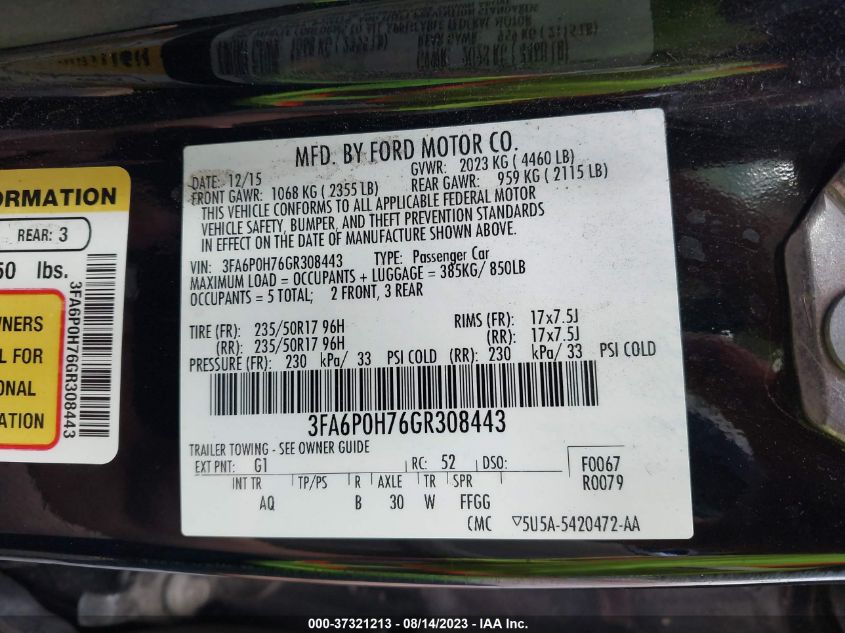 MFD. BY FORD MOTOR CO.
DATE: 12/15 GVWR: 2023 KG ( 4460 LB)
FRONT GAWR: 1068 KG ( 2355 LB) REAR GAWR: 959 KG ( 2115 LB)
THIS VEHICLE CONFORMS TO ALL APPLICABLE FEDERAL MOTOR
VEHICLE SAFETY, BUMPER, AND THEFT PREVENTION STANDARDS
IN EFFECT ON THE DATE OF MANUFACTURE SHOWN ABOVE.
VIN: 3FA6P0H76GR308443 TYPE: Passenger Car
MAXIMUM LOAD = OCCUPANTS + LUGGAGE = 385KG/ 850LB
OCCUPANTS = 5 TOTAL; 2 FRONT, 3 REAR
TIRE (FR): 235/50R17 96H RIMS (FR): 17x7.5J
(RR): 235/50R17 96H (RR): 17x7.5J
PRESSURE (FR): 230 kPa/ 33 PSI COLD (RR): 230 kPa/ 33 PSI COLD
3FA6P0H76GR308443
TRAILER TOWING - SEE OWNER GUIDE
EXT PNT: G1 RC: 52 DSO: F0067
R0079
INT TR TP/PS R AXLE TR SPR
AQ B 30 W FFGG
CMC 5U5A-5420472-AA
ORMATION
REAR: 3
50 lbs.
WNERS
L FOR
ONAL
ATION
3FA6P0H76GR308443
000-37321213 - 08/14/2023 - IAA Inc.